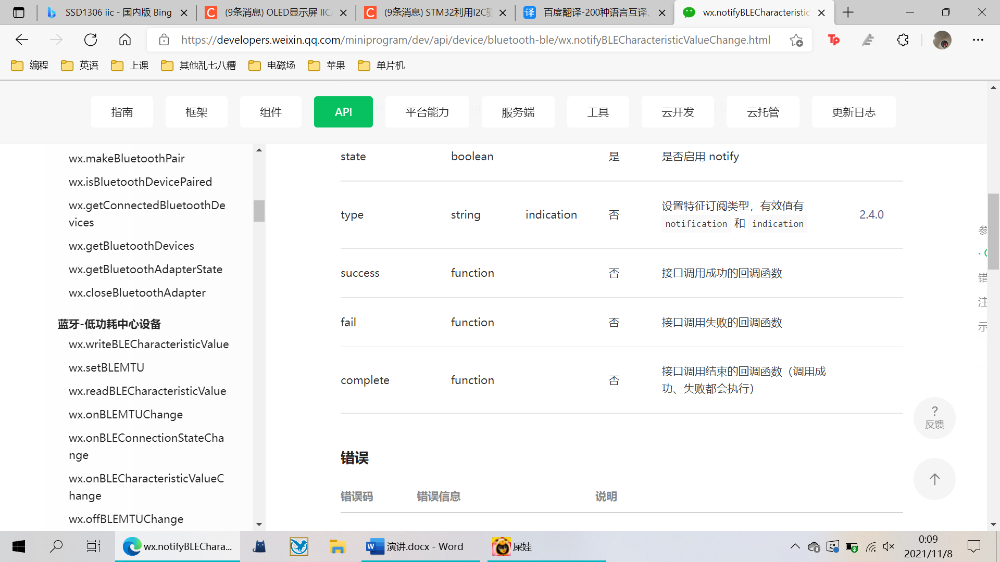 SSD1306 iic - 国内版 Bing
(9条消息) OLED显示屏 IIC
(9条消息) STM32利用I2C驱
百度翻译-200种语言互译、
wx.notifyBLECharacteristic
https://developers.weixin.qq.com/miniprogram/dev/api/device/bluetooth-ble/wx.notifyBLECharacteristicValueChange.html
编程 英语 上课 其他乱七八糟 电磁场 苹果 单片机
指南 框架 组件 API 平台能力 服务端 工具 云开发 云托管 更新日志
wx.makeBluetoothPair
wx.isBluetoothDevicePaired
wx.getConnectedBluetoothDe
vices
wx.getBluetoothDevices
wx.getBluetoothAdapterState
wx.closeBluetoothAdapter
蓝牙-低功耗中心设备
wx.writeBLECharacteristicValue
wx.setBLEMTU
wx.readBLECharacteristicValue
wx.onBLEMTUChange
wx.onBLEConnectionStateCha
nge
wx.onBLECharacteristicValueC
hange
wx.offBLEMTUChange
state boolean 是 是否启用 notify
type string indication 否 设置特征订阅类型，有效值有 2.4.0
notification 和 indication
success function 否 接口调用成功的回调函数
fail function 否 接口调用失败的回调函数
complete function 否 接口调用结束的回调函数（调用成
功、失败都会执行）
错误
错误码 错误信息 说明
参
错
注
示
?
反馈
wx.notifyBLEChara...
演讲.docx - Word
屎娃
0:09
2021/11/8